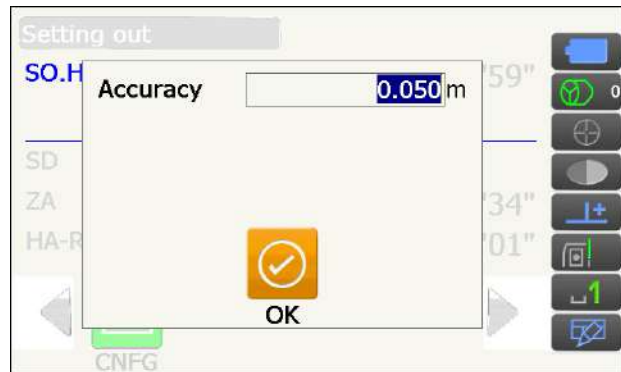 Setting out
SO.H
'59"
Accuracy 0.050 m
SD
ZA
'34"
HA-R
'01"
OK
CNFG
0
1